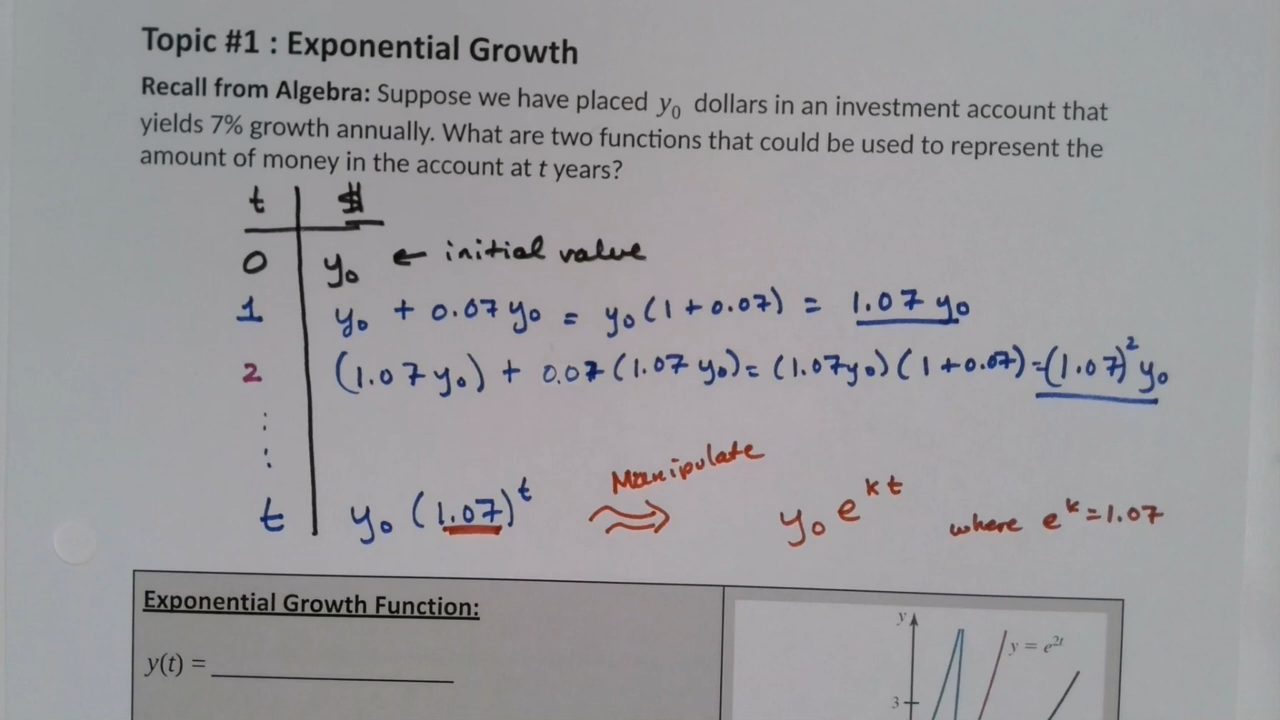 Topic #1 : Exponential Growth
Recall from Algebra: Suppose we have placed y₀ dollars in an investment account that
yields 7% growth annually. What are two functions that could be used to represent the
amount of money in the account at t years?
t $
0 y₀ ← initial value
1 y₀ + 0.07y₀ = y₀(1+0.07) = 1.07y₀
2 (1.07y₀) + 0.07(1.07y₀) = (1.07y₀)(1+0.07) = (1.07)²y₀
Manipulate
t y₀(1.07)^t ⇒ y₀e^kt where e^k=1.07
Exponential Growth Function:
y(t) = ____________________
y
y = e^2t
3